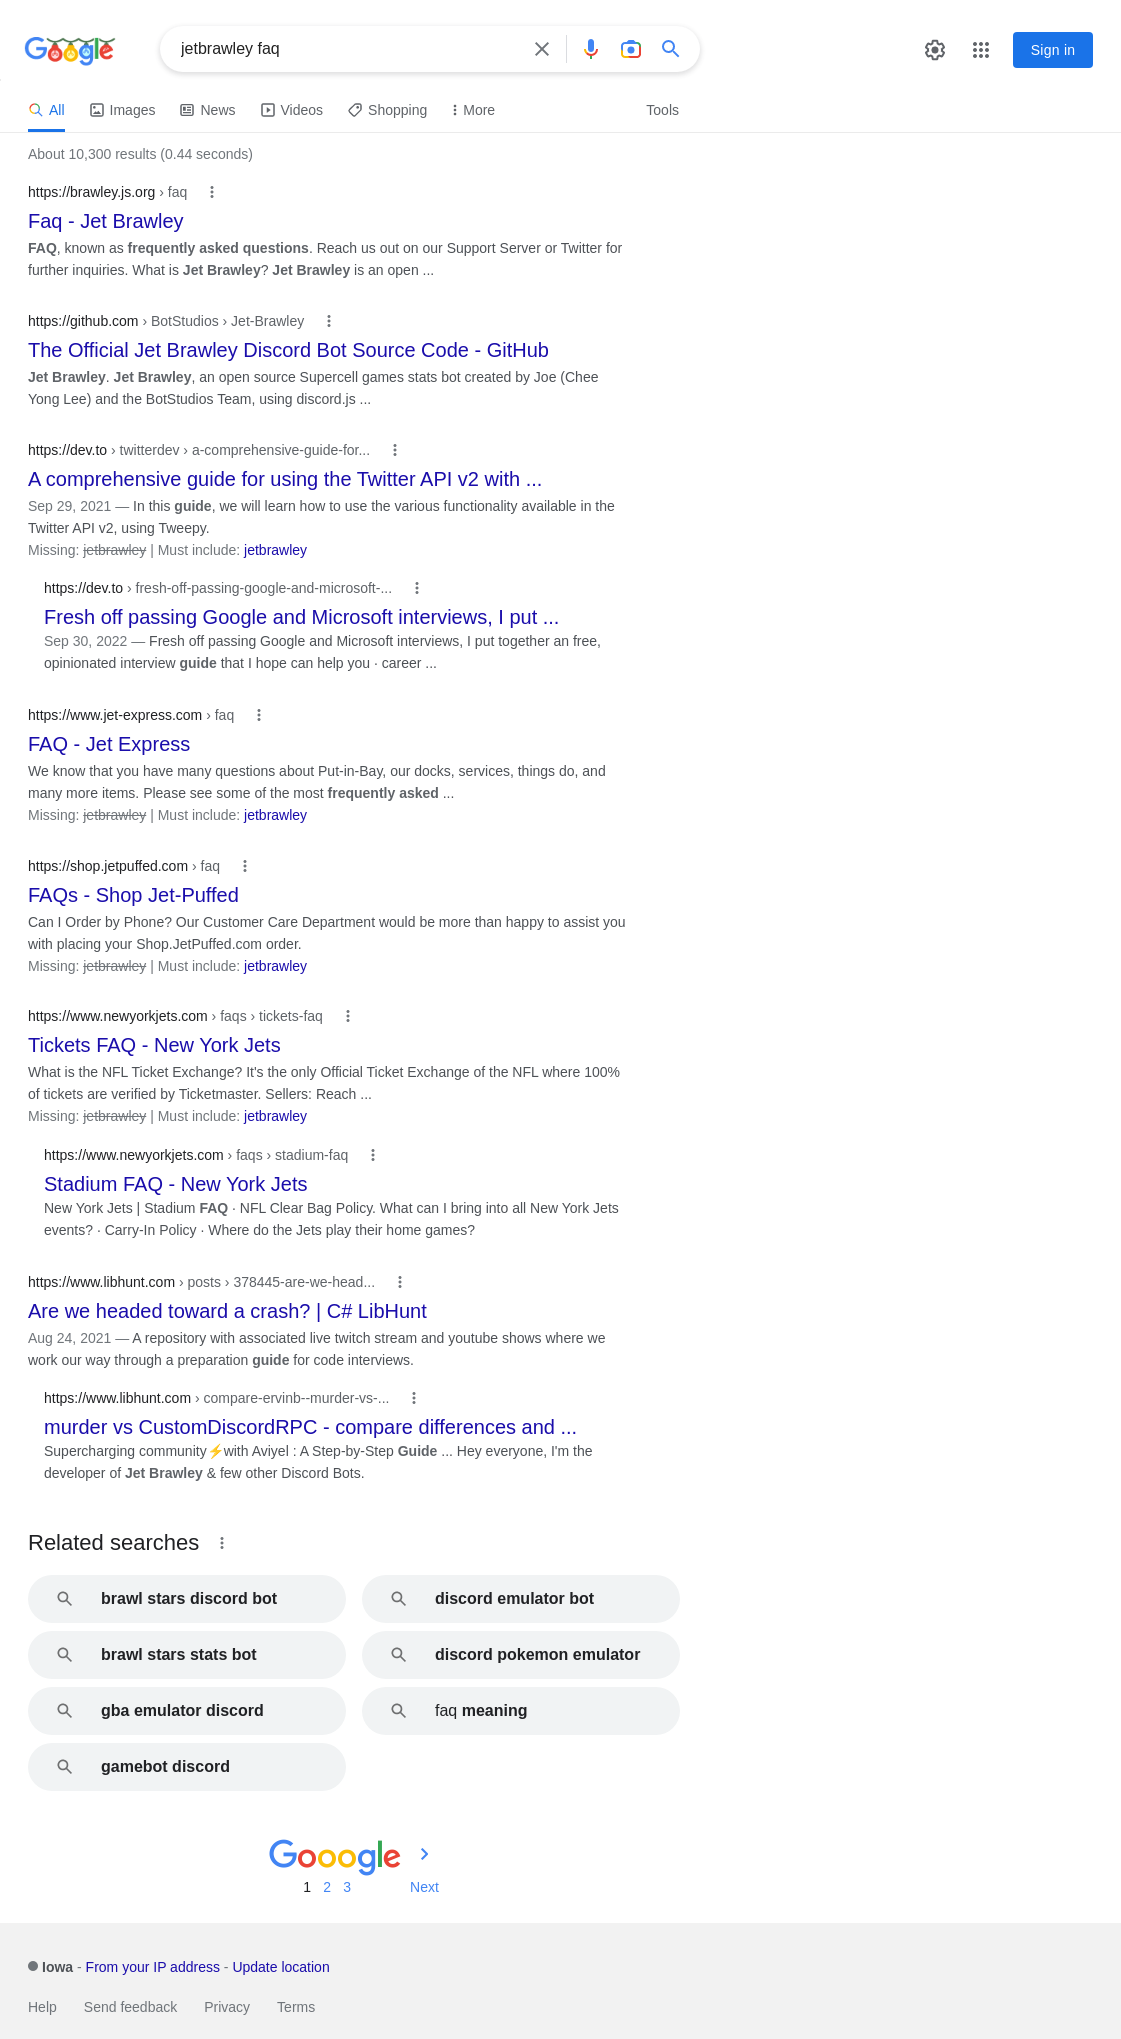 Google
jetbrawley faq
Sign in
All Images News Videos Shopping More Tools
About 10,300 results (0.44 seconds)
https://brawley.js.org › faq
Faq - Jet Brawley
FAQ, known as frequently asked questions. Reach us out on our Support Server or Twitter for
further inquiries. What is Jet Brawley? Jet Brawley is an open ...
https://github.com › BotStudios › Jet-Brawley
The Official Jet Brawley Discord Bot Source Code - GitHub
Jet Brawley. Jet Brawley, an open source Supercell games stats bot created by Joe (Chee
Yong Lee) and the BotStudios Team, using discord.js ...
https://dev.to › twitterdev › a-comprehensive-guide-for...
A comprehensive guide for using the Twitter API v2 with ...
Sep 29, 2021 — In this guide, we will learn how to use the various functionality available in the
Twitter API v2, using Tweepy.
Missing: jetbrawley | Must include: jetbrawley
https://dev.to › fresh-off-passing-google-and-microsoft-...
Fresh off passing Google and Microsoft interviews, I put ...
Sep 30, 2022 — Fresh off passing Google and Microsoft interviews, I put together an free,
opinionated interview guide that I hope can help you · career ...
https://www.jet-express.com › faq
FAQ - Jet Express
We know that you have many questions about Put-in-Bay, our docks, services, things do, and
many more items. Please see some of the most frequently asked ...
Missing: jetbrawley | Must include: jetbrawley
https://shop.jetpuffed.com › faq
FAQs - Shop Jet-Puffed
Can I Order by Phone? Our Customer Care Department would be more than happy to assist you
with placing your Shop.JetPuffed.com order.
Missing: jetbrawley | Must include: jetbrawley
https://www.newyorkjets.com › faqs › tickets-faq
Tickets FAQ - New York Jets
What is the NFL Ticket Exchange? It's the only Official Ticket Exchange of the NFL where 100%
of tickets are verified by Ticketmaster. Sellers: Reach ...
Missing: jetbrawley | Must include: jetbrawley
https://www.newyorkjets.com › faqs › stadium-faq
Stadium FAQ - New York Jets
New York Jets | Stadium FAQ · NFL Clear Bag Policy. What can I bring into all New York Jets
events? · Carry-In Policy · Where do the Jets play their home games?
https://www.libhunt.com › posts › 378445-are-we-head...
Are we headed toward a crash? | C# LibHunt
Aug 24, 2021 — A repository with associated live twitch stream and youtube shows where we
work our way through a preparation guide for code interviews.
https://www.libhunt.com › compare-ervinb--murder-vs-...
murder vs CustomDiscordRPC - compare differences and ...
Supercharging community⚡with Aviyel : A Step-by-Step Guide ... Hey everyone, I'm the
developer of Jet Brawley & few other Discord Bots.
Related searches
brawl stars discord bot
discord emulator bot
brawl stars stats bot
discord pokemon emulator
gba emulator discord
faq meaning
gamebot discord
Gooogle
1 2 3 Next
Iowa - From your IP address - Update location
Help Send feedback Privacy Terms